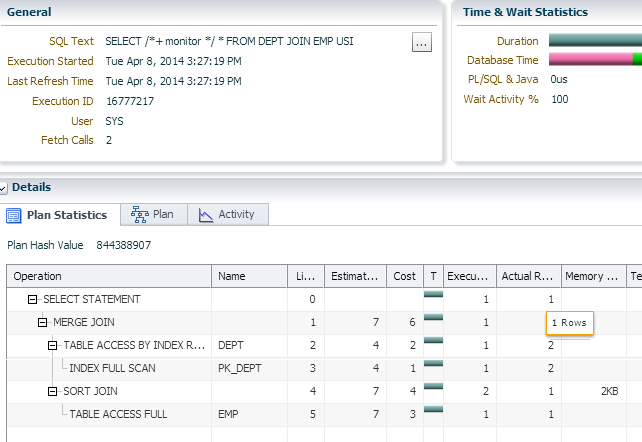 General
SQL Text SELECT /*+ monitor */ * FROM DEPT JOIN EMP USI ...
Execution Started Tue Apr 8, 2014 3:27:19 PM
Last Refresh Time Tue Apr 8, 2014 3:27:19 PM
Execution ID 16777217
User SYS
Fetch Calls 2
Time & Wait Statistics
Duration
Database Time
PL/SQL & Java 0us
Wait Activity % 100
Details
Plan Statistics Plan Activity
Plan Hash Value 844388907
Operation Name Li... Estimat... Cost T Execu... Actual R... Memory ... Te
SELECT STATEMENT 0 1 1
MERGE JOIN 1 7 6 1
1 Rows
TABLE ACCESS BY INDEX R... DEPT 2 4 2 1 2
INDEX FULL SCAN PK_DEPT 3 4 1 1 2
SORT JOIN 4 7 4 2 1 2KB
TABLE ACCESS FULL EMP 5 7 3 1 1